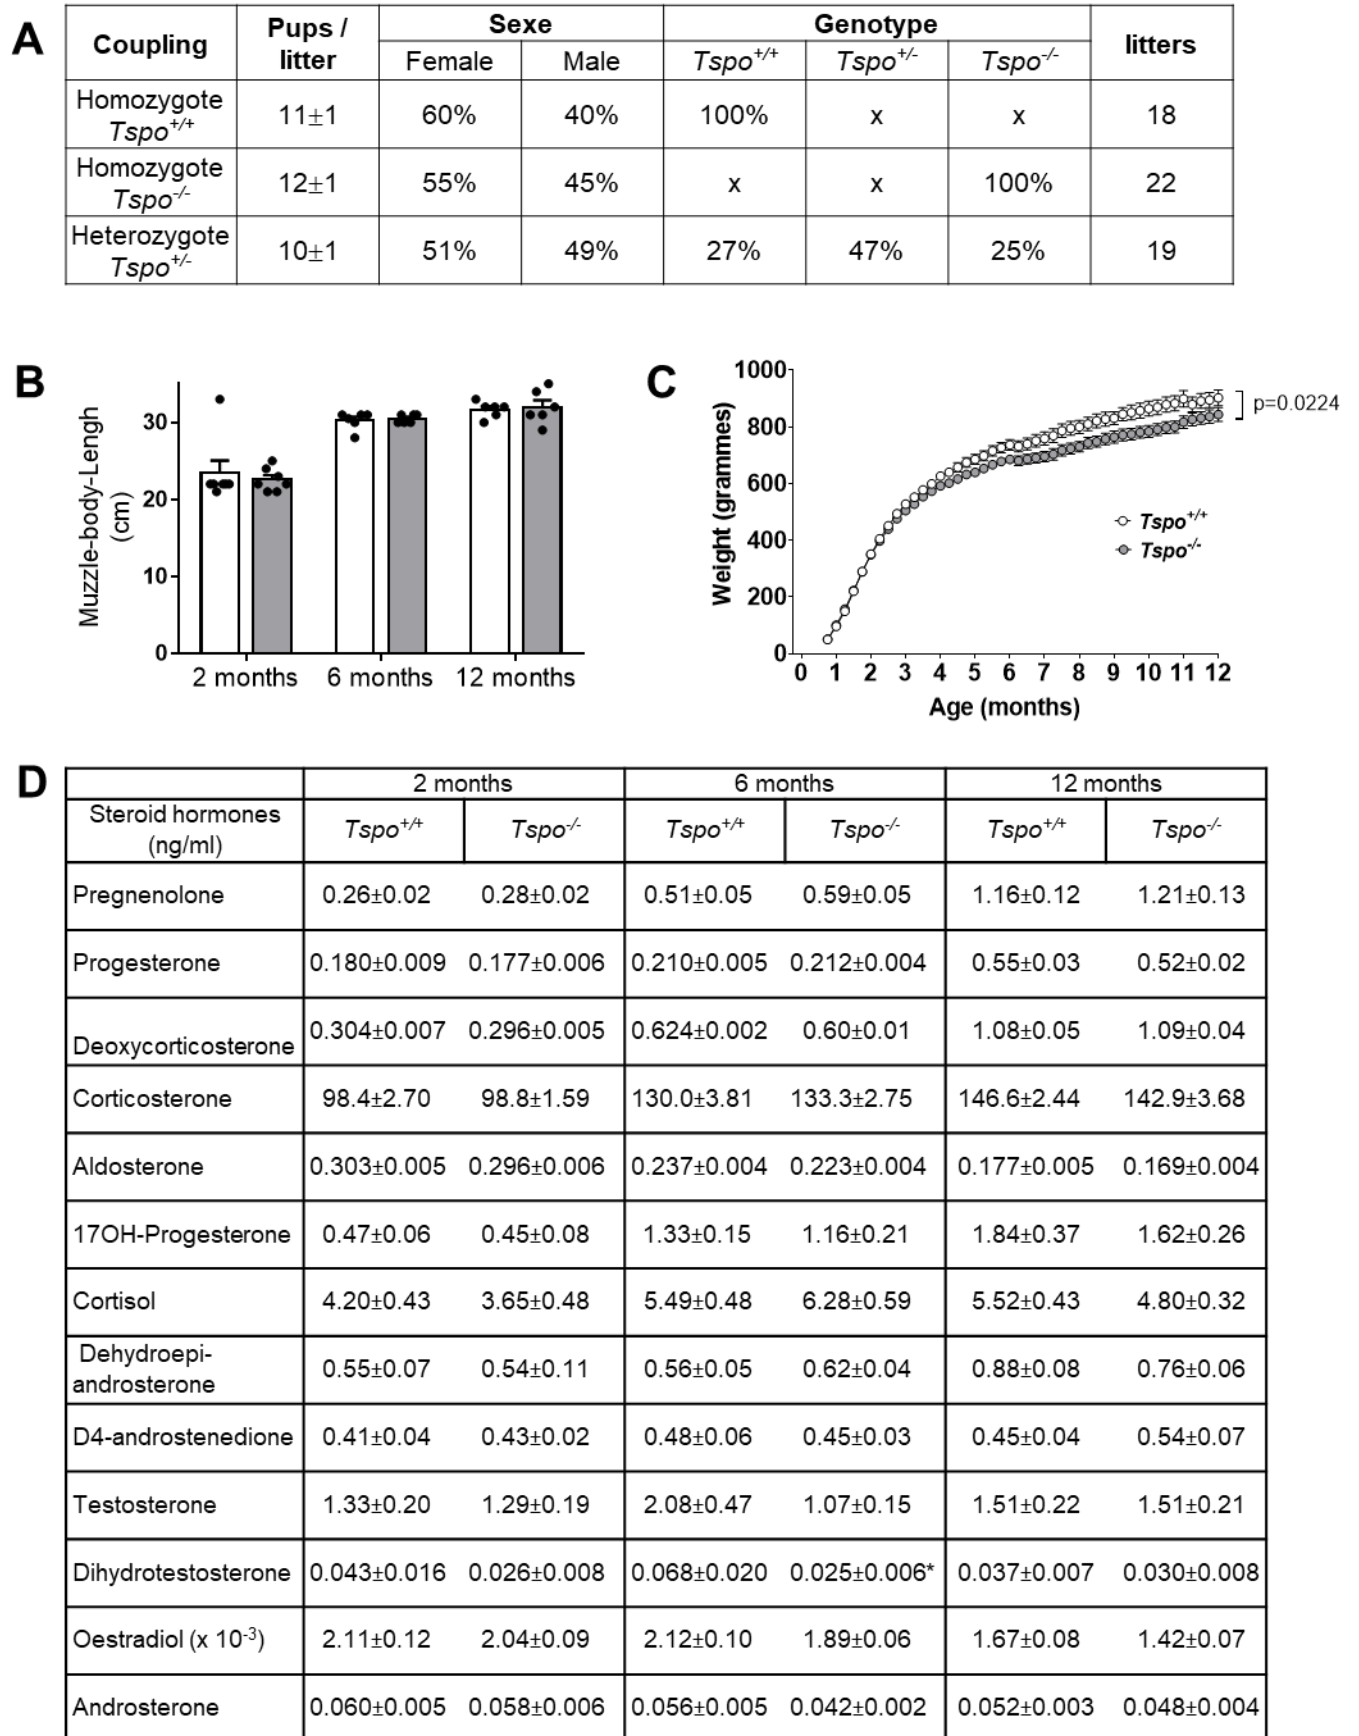 A
Coupling Pups / litter Sexe Genotype litters
Female Male Tspo+/+ Tspo+/- Tspo-/-
Homozygote Tspo+/+ 11±1 60% 40% 100% x x 18
Homozygote Tspo-/- 12±1 55% 45% x x 100% 22
Heterozygote Tspo+/- 10±1 51% 49% 27% 47% 25% 19
B
Muzzle-body-Lengh (cm)
30
20
10
0
2 months 6 months 12 months
C
Weight (grammes)
1000
800
600
400
200
0
p=0.0224
Tspo+/+
Tspo-/-
0 1 2 3 4 5 6 7 8 9 10 11 12
Age (months)
D
2 months 6 months 12 months
Steroid hormones (ng/ml) Tspo+/+ Tspo-/- Tspo+/+ Tspo-/- Tspo+/+ Tspo-/-
Pregnenolone 0.26±0.02 0.28±0.02 0.51±0.05 0.59±0.05 1.16±0.12 1.21±0.13
Progesterone 0.180±0.009 0.177±0.006 0.210±0.005 0.212±0.004 0.55±0.03 0.52±0.02
Deoxycorticosterone 0.304±0.007 0.296±0.005 0.624±0.002 0.60±0.01 1.08±0.05 1.09±0.04
Corticosterone 98.4±2.70 98.8±1.59 130.0±3.81 133.3±2.75 146.6±2.44 142.9±3.68
Aldosterone 0.303±0.005 0.296±0.006 0.237±0.004 0.223±0.004 0.177±0.005 0.169±0.004
17OH-Progesterone 0.47±0.06 0.45±0.08 1.33±0.15 1.16±0.21 1.84±0.37 1.62±0.26
Cortisol 4.20±0.43 3.65±0.48 5.49±0.48 6.28±0.59 5.52±0.43 4.80±0.32
Dehydroepi-androsterone 0.55±0.07 0.54±0.11 0.56±0.05 0.62±0.04 0.88±0.08 0.76±0.06
D4-androstenedione 0.41±0.04 0.43±0.02 0.48±0.06 0.45±0.03 0.45±0.04 0.54±0.07
Testosterone 1.33±0.20 1.29±0.19 2.08±0.47 1.07±0.15 1.51±0.22 1.51±0.21
Dihydrotestosterone 0.043±0.016 0.026±0.008 0.068±0.020 0.025±0.006* 0.037±0.007 0.030±0.008
Oestradiol (x 10-3) 2.11±0.12 2.04±0.09 2.12±0.10 1.89±0.06 1.67±0.08 1.42±0.07
Androsterone 0.060±0.005 0.058±0.006 0.056±0.005 0.042±0.002 0.052±0.003 0.048±0.004